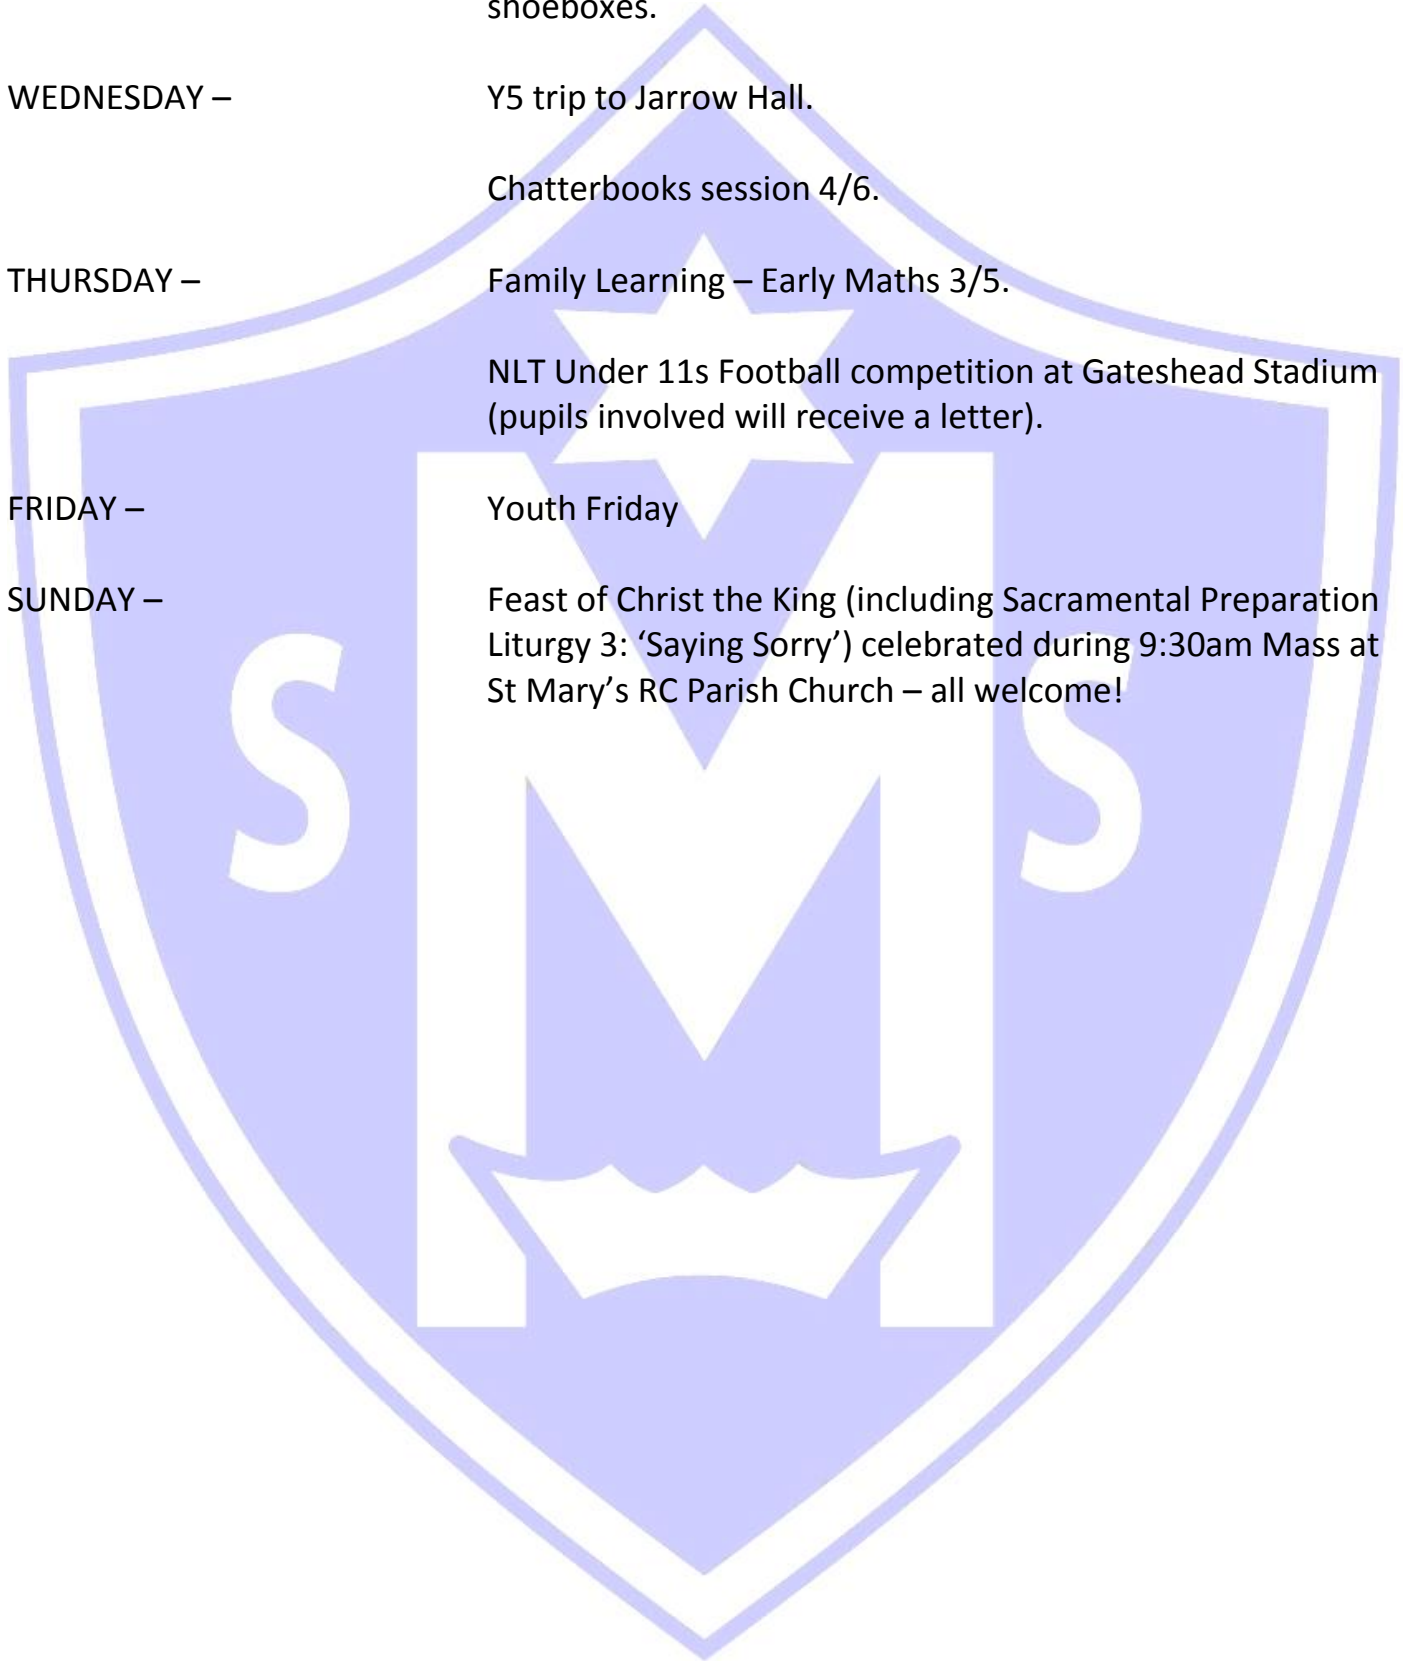 shoeboxes.
WEDNESDAY – Y5 trip to Jarrow Hall.
Chatterbooks session 4/6.
THURSDAY – Family Learning – Early Maths 3/5.
NLT Under 11s Football competition at Gateshead Stadium
(pupils involved will receive a letter).
FRIDAY – Youth Friday
SUNDAY – Feast of Christ the King (including Sacramental Preparation
Liturgy 3: ‘Saying Sorry’) celebrated during 9:30am Mass at
St Mary’s RC Parish Church – all welcome!
S M S